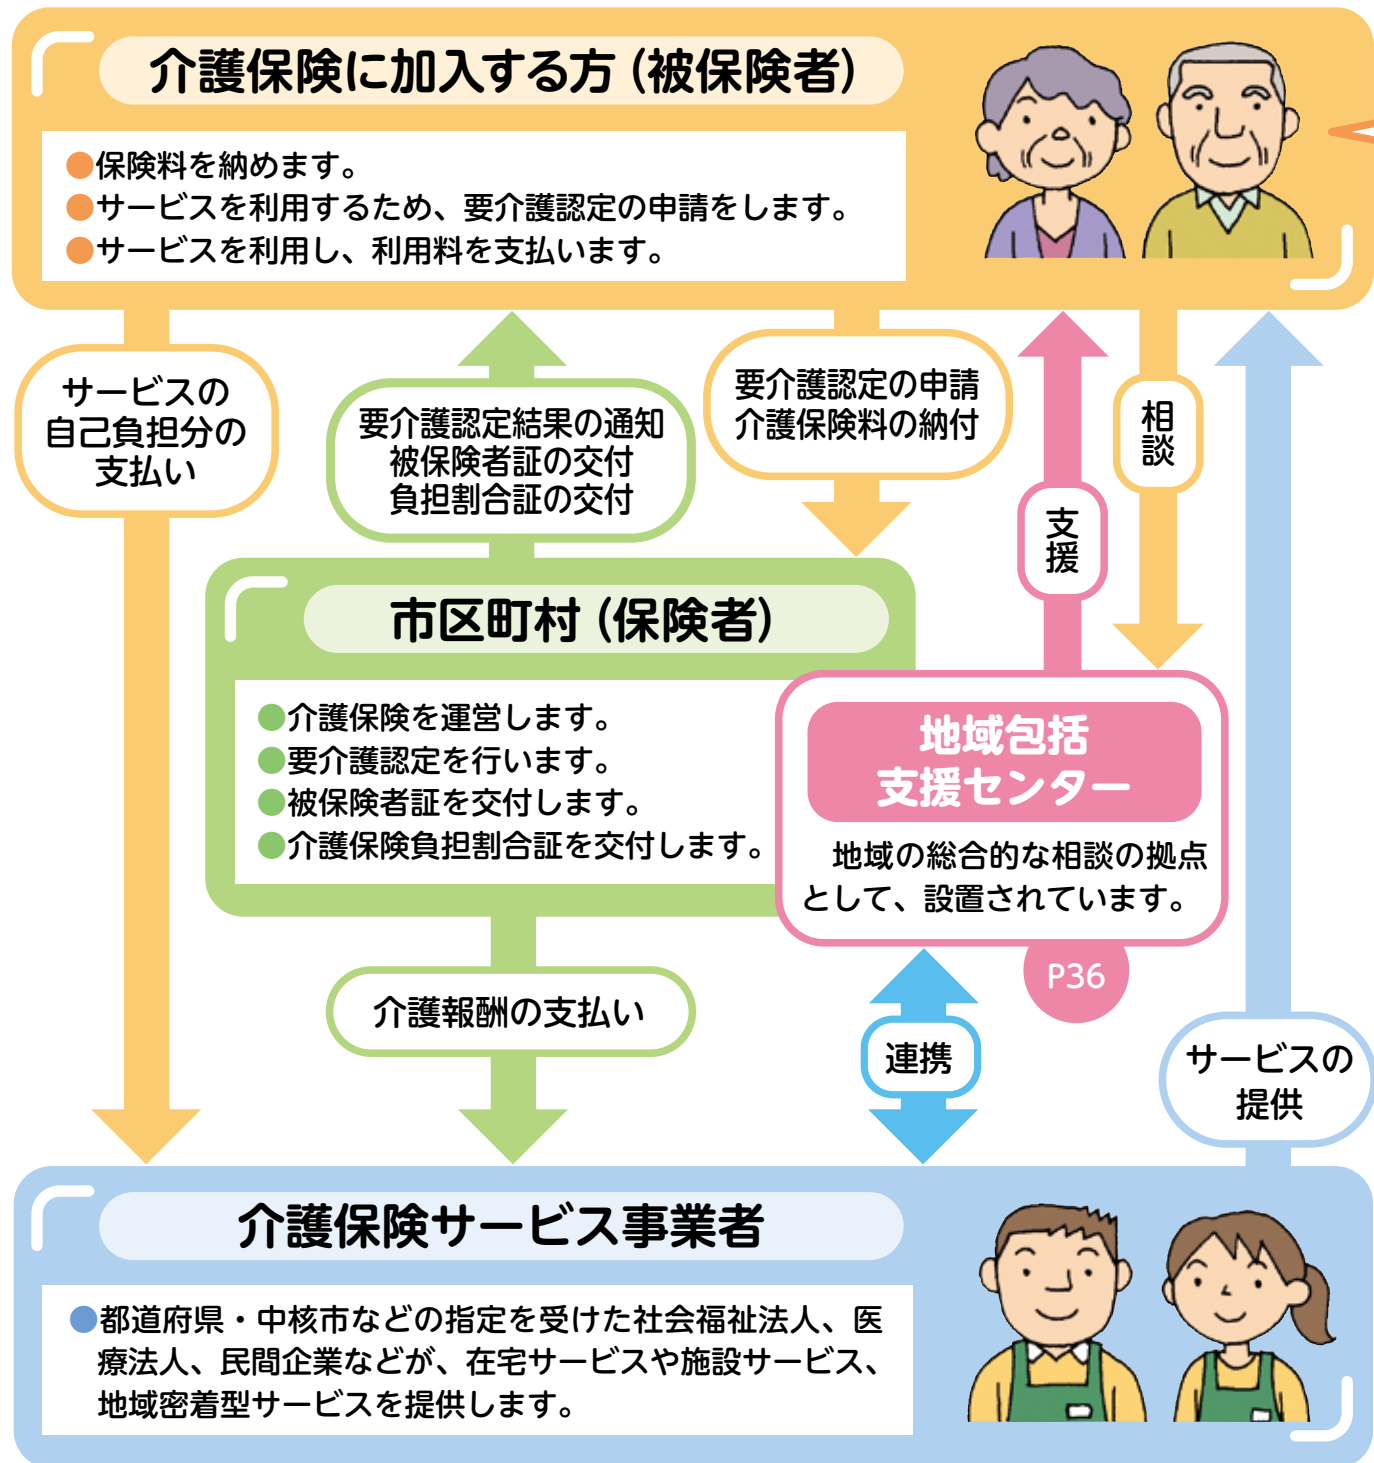 介護保険に加入する方（被保険者）
●保険料を納めます。
●サービスを利用するため、要介護認定の申請をします。
●サービスを利用し、利用料を支払います。
サービスの
自己負担分の
支払い
要介護認定結果の通知
被保険者証の交付
負担割合証の交付
要介護認定の申請
介護保険料の納付
支援
相談
市区町村（保険者）
●介護保険を運営します。
●要介護認定を行います。
●被保険者証を交付します。
●介護保険負担割合証を交付します。
地域包括
支援センター
地域の総合的な相談の拠点
として、設置されています。
P36
介護報酬の支払い
連携
サービスの
提供
介護保険サービス事業者
●都道府県・中核市などの指定を受けた社会福祉法人、医
療法人、民間企業などが、在宅サービスや施設サービス、
地域密着型サービスを提供します。